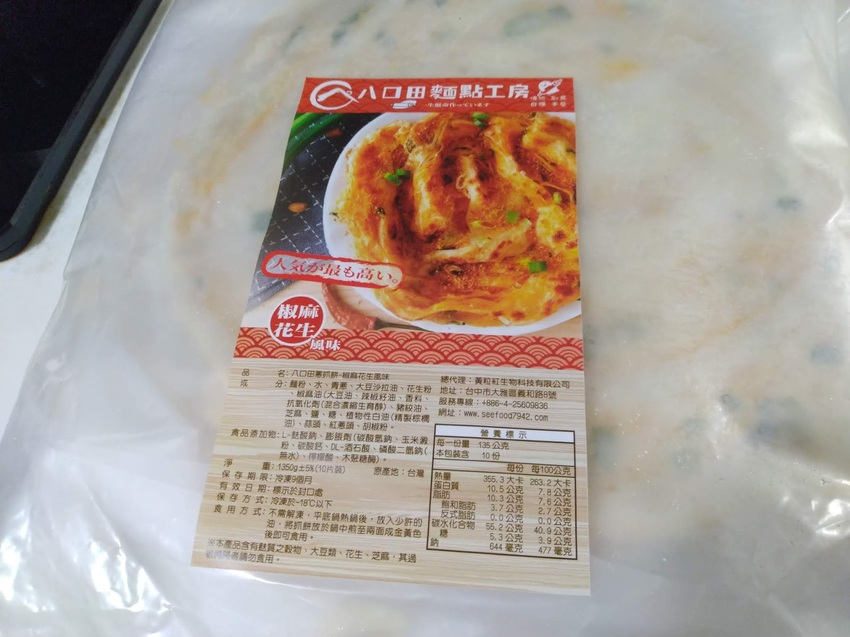 八口田麵點工房
生懸命作っています
人気が最も高い。
椒麻
花生
風味
品名:八口田蔥抓餅-椒麻花生風味
成分:麵粉、水、青蔥、大豆沙拉油、花生粉
、椒麻油(大豆油、辣椒籽油、香料、
抗氧化劑(混合濃縮生育醇)、豬絞油、
芝麻、鹽、糖、植物性白油(精製棕櫚
油)、蒜頭、紅蔥頭、胡椒粉。
食品添加物:L-麩酸鈉、膨脹劑(碳酸氫鈉、玉米澱
粉、碳酸鈣、DL-酒石酸、磷酸二氫鈉(
無水)、檸檬酸、木聚糖酶)。
淨重:1350g±5%(10片裝) 原產地:台灣
保存期限:冷凍9個月
有效日期:標示於封口處
保存方式:冷凍於-18℃以下
食用方式:不需解凍,平底鍋熱鍋後,放入少許的
油,將抓餅放於鍋中煎至兩面成金黃色
後即可食用。
本產品含有麩質之穀物、大豆類、花生、芝麻,其過
請勿食用。
總代理:黃粒紅生物科技有限公司
地址:台中市大雅區義和路8號
服務專線:+886-4-25609836
網址:www.seefood7942.com
營養標示
每一份量 135公克
本包裝含 10份
每份 每100公克
熱量 355.3大卡 263.2大卡
蛋白質 10.5公克 7.8公克
脂肪 10.3公克 7.6公克
飽和脂肪 3.7公克 2.7公克
反式脂肪 0.0公克 0.0公克
碳水化合物 55.2公克 40.9公克
糖 5.3公克 3.9公克
鈉 644毫克 477毫克